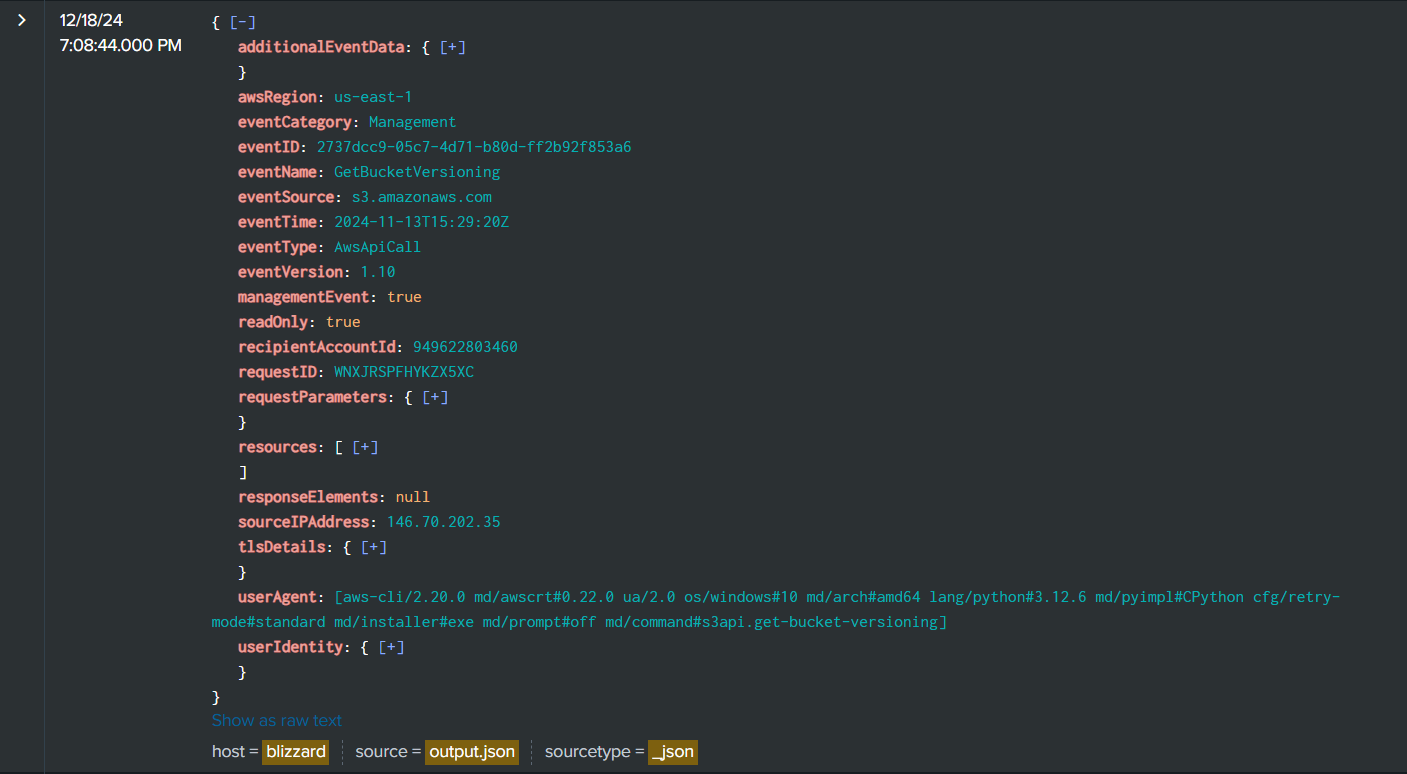 12/18/24
7:08:44.000 PM
{ [-]
additionalEventData: { [+]
}
awsRegion: us-east-1
eventCategory: Management
eventID: 2737dcc9-05c7-4d71-b80d-ff2b92f853a6
eventName: GetBucketVersioning
eventSource: s3.amazonaws.com
eventTime: 2024-11-13T15:29:20Z
eventType: AwsApiCall
eventVersion: 1.10
managementEvent: true
readOnly: true
recipientAccountId: 949622803460
requestID: WNXJRSPFHYKZX5XC
requestParameters: { [+]
}
resources: [ [+]
]
responseElements: null
sourceIPAddress: 146.70.202.35
tlsDetails: { [+]
}
userAgent: [aws-cli/2.20.0 md/awscrt#0.22.0 ua/2.0 os/windows#10 md/arch#amd64 lang/python#3.12.6 md/pyimpl#CPython cfg/retry-
mode#standard md/installer#exe md/prompt#off md/command#s3api.get-bucket-versioning]
userIdentity: { [+]
}
}
Show as raw text
host = blizzard source = output.json sourcetype = _json